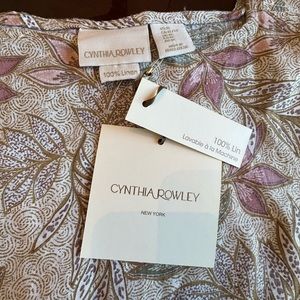 CYNTHIA ROWLEY
100% Linen
100% Lin
Lavable à la Machine
CYNTHIA ROWLEY
NEW YORK